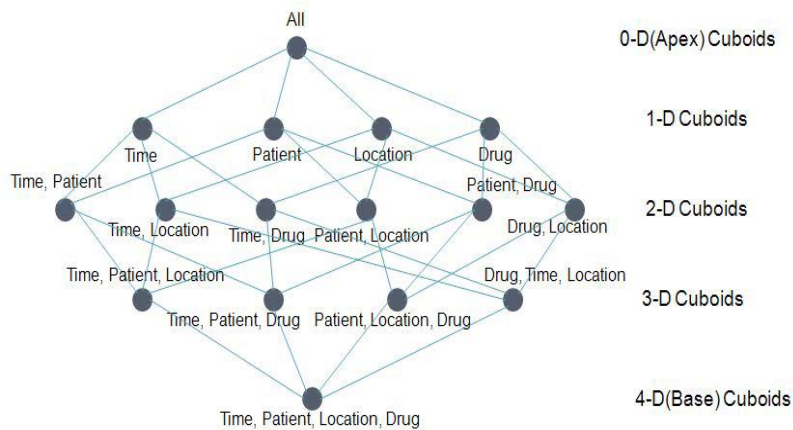 All
0-D(Apex) Cuboids
1-D Cuboids
Time
Patient
Location
Drug
Time, Patient
Patient, Drug
2-D Cuboids
Time, Location
Time, Drug
Patient, Location
Drug, Location
Time, Patient, Location
Drug, Time, Location
3-D Cuboids
Time, Patient, Drug
Patient, Location, Drug
4-D(Base) Cuboids
Time, Patient, Location, Drug